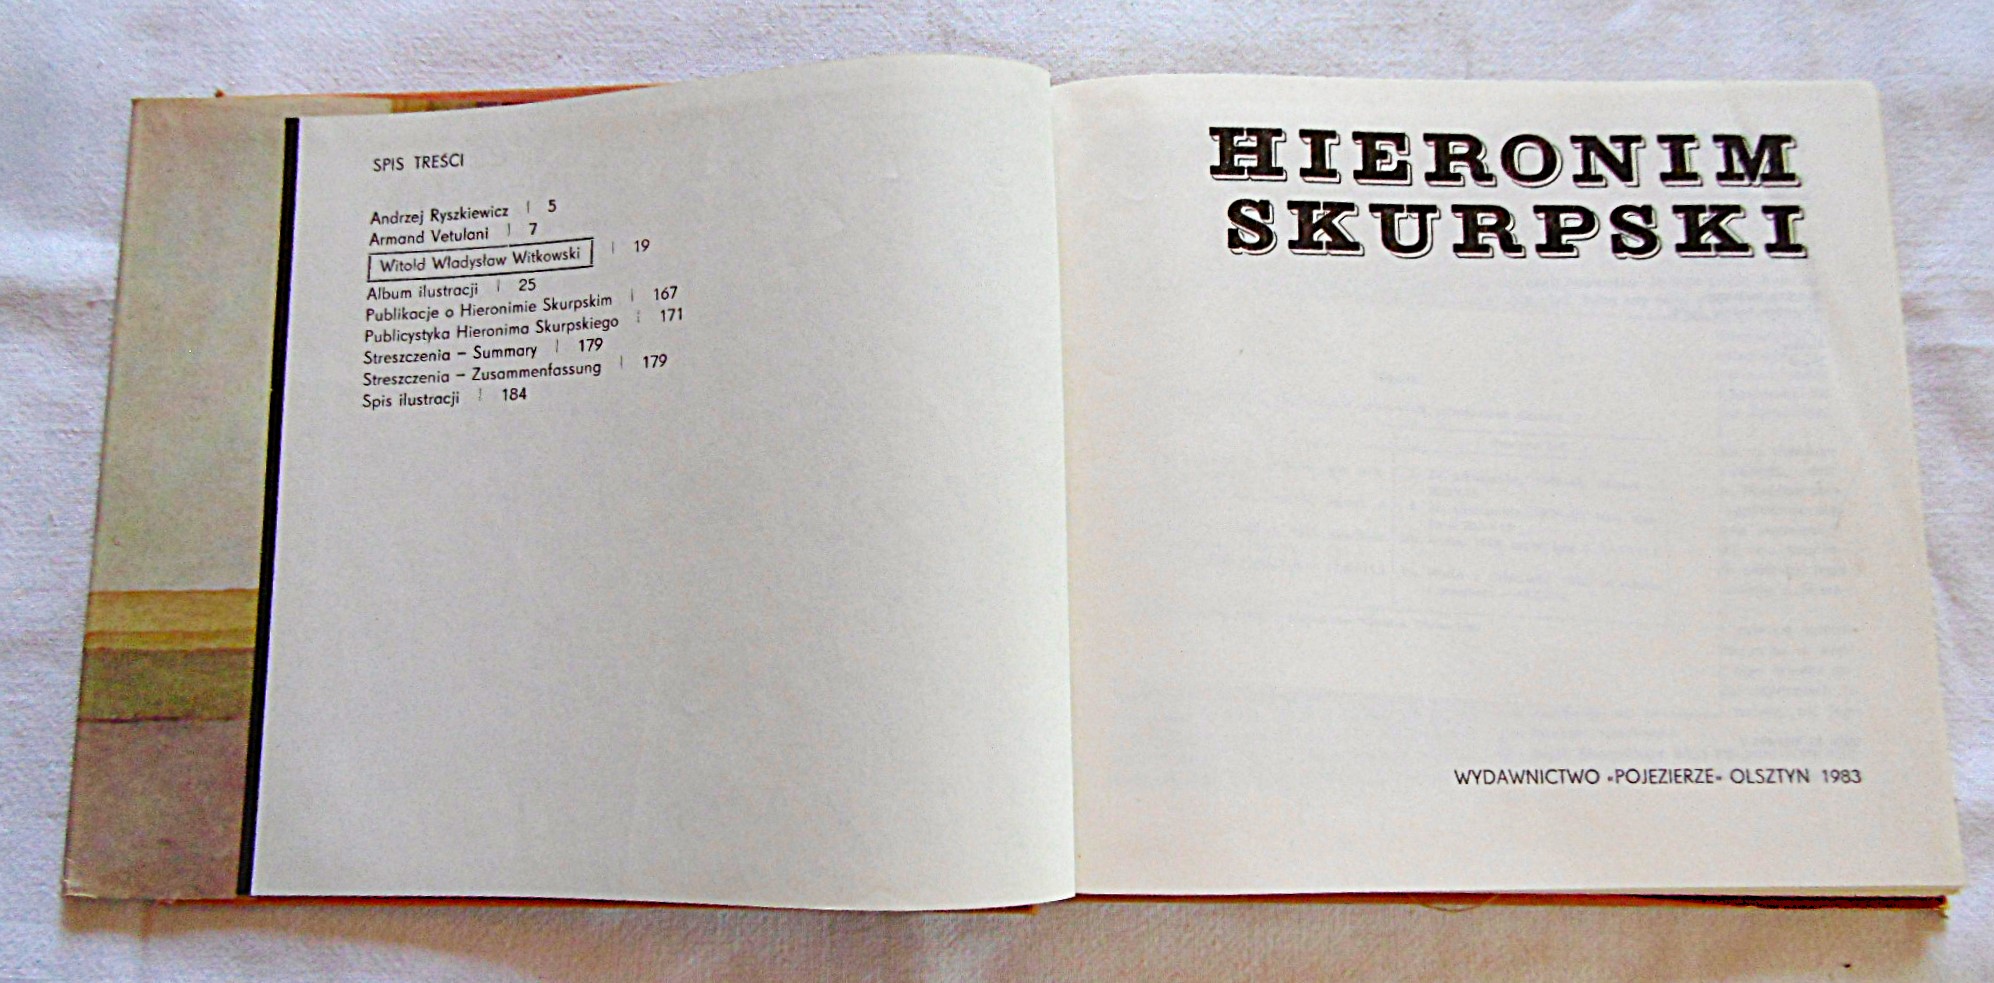 SPIS TREŚCI
Andrzej Ryszkiewicz | 5
Armand Vetulani | 7
Witold Władysław Witkowski | 19
Album ilustracji | 25
Publikacje o Hieronimie Skurpskim | 167
Publicystyka Hieronima Skurpskiego | 171
Streszczenia – Summary | 179
Streszczenia – Zusammenfassung | 179
Spis ilustracji | 184
HIERONIM
SKURPSKI
WYDAWNICTWO «POJEZIERZE» OLSZTYN 1983